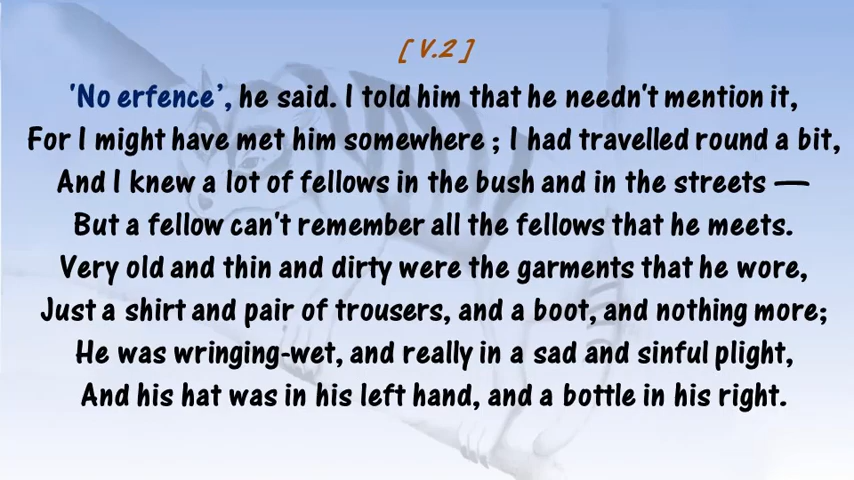 [ V.2 ]
‘No erfence’, he said. I told him that he needn't mention it,
For I might have met him somewhere ; I had travelled round a bit,
And I knew a lot of fellows in the bush and in the streets —
But a fellow can't remember all the fellows that he meets.
Very old and thin and dirty were the garments that he wore,
Just a shirt and pair of trousers, and a boot, and nothing more;
He was wringing-wet, and really in a sad and sinful plight,
And his hat was in his left hand, and a bottle in his right.